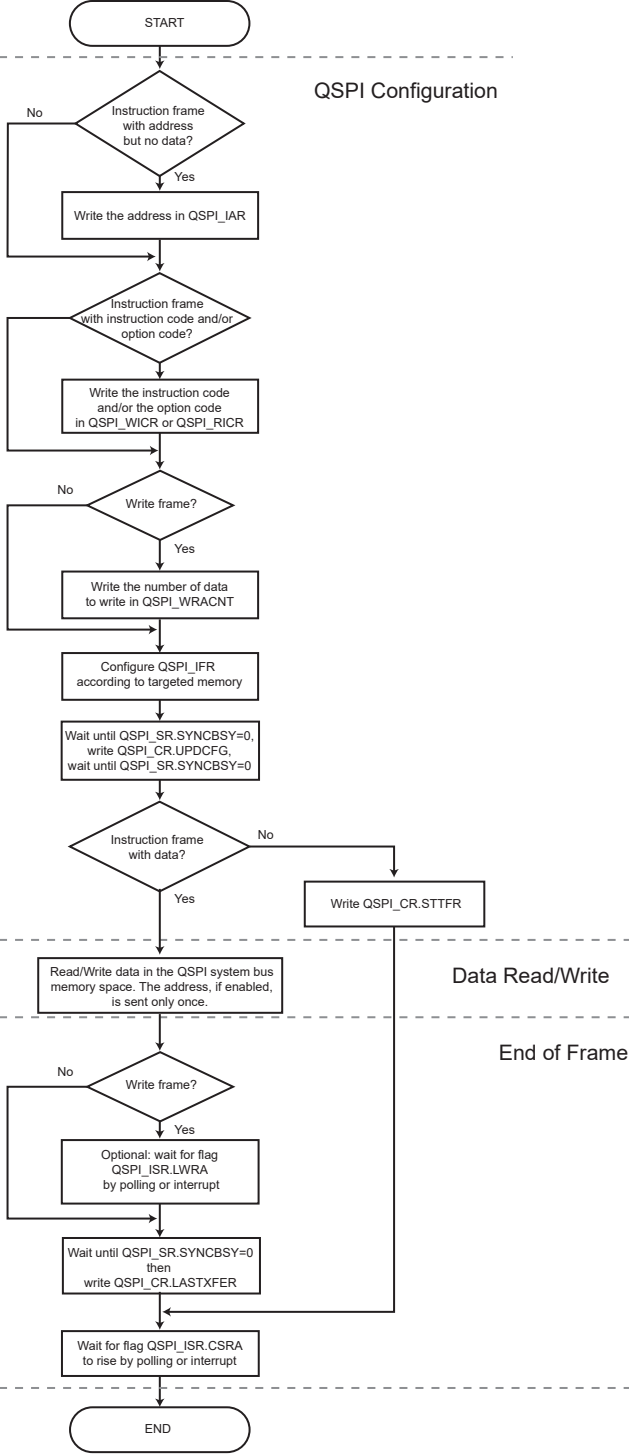 START
QSPI Configuration
Instruction frame
with address
but no data?
No
Yes
Write the address in QSPI_IAR
Instruction frame
with instruction code and/or
option code?
Write the instruction code
and/or the option code
in QSPI_WICR or QSPI_RICR
No
Write frame?
Yes
Write the number of data
to write in QSPI_WRACNT
Configure QSPI_IFR
according to targeted memory
Wait until QSPI_SR.SYNCBSY=0,
write QSPI_CR.UPDCFG,
wait until QSPI_SR.SYNCBSY=0
Instruction frame
with data?
No
Yes
Write QSPI_CR.STTFR
Data Read/Write
Read/Write data in the QSPI system bus
memory space. The address, if enabled,
is sent only once.
End of Frame
No
Write frame?
Yes
Optional: wait for flag
QSPI_ISR.LWRA
by polling or interrupt
Wait until QSPI_SR.SYNCBSY=0
then
write QSPI_CR.LASTXFER
Wait for flag QSPI_ISR.CSRA
to rise by polling or interrupt
END